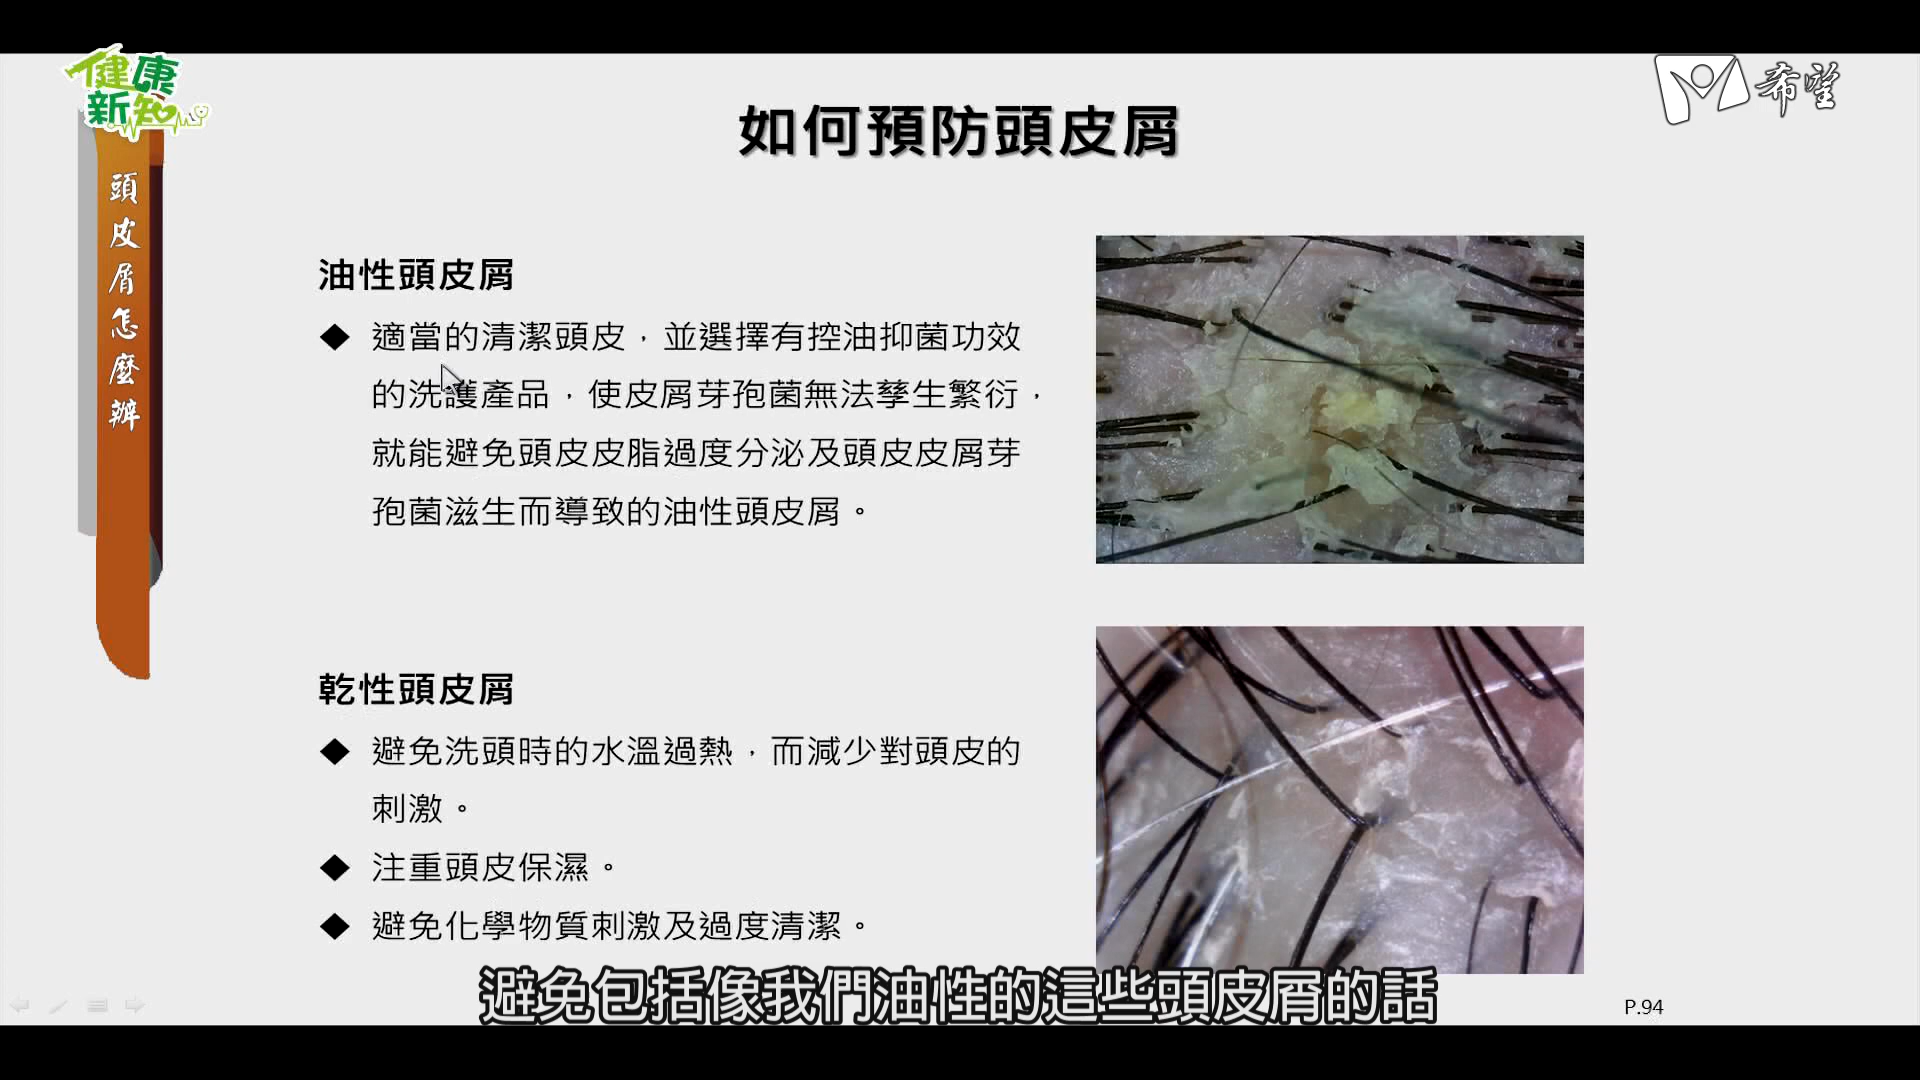 健康
新知
希望
如何預防頭皮屑
頭皮屑怎麼辦
油性頭皮屑
◆ 適當的清潔頭皮，並選擇有控油抑菌功效
的洗護產品，使皮屑芽孢菌無法孳生繁衍，
就能避免頭皮皮脂過度分泌及頭皮皮屑芽
孢菌滋生而導致的油性頭皮屑。
乾性頭皮屑
◆ 避免洗頭時的水溫過熱，而減少對頭皮的
刺激。
◆ 注重頭皮保濕。
◆ 避免化學物質刺激及過度清潔。
避免包括像我們油性的這些頭皮屑的話
P.94